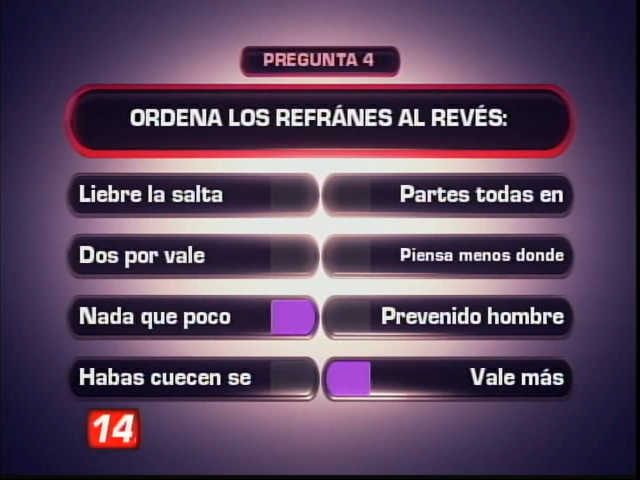 PREGUNTA 4
ORDENA LOS REFRÁNES AL REVÉS:
Liebre la salta
Partes todas en
Dos por vale
Piensa menos donde
Nada que poco
Prevenido hombre
Habas cuecen se
Vale más
14